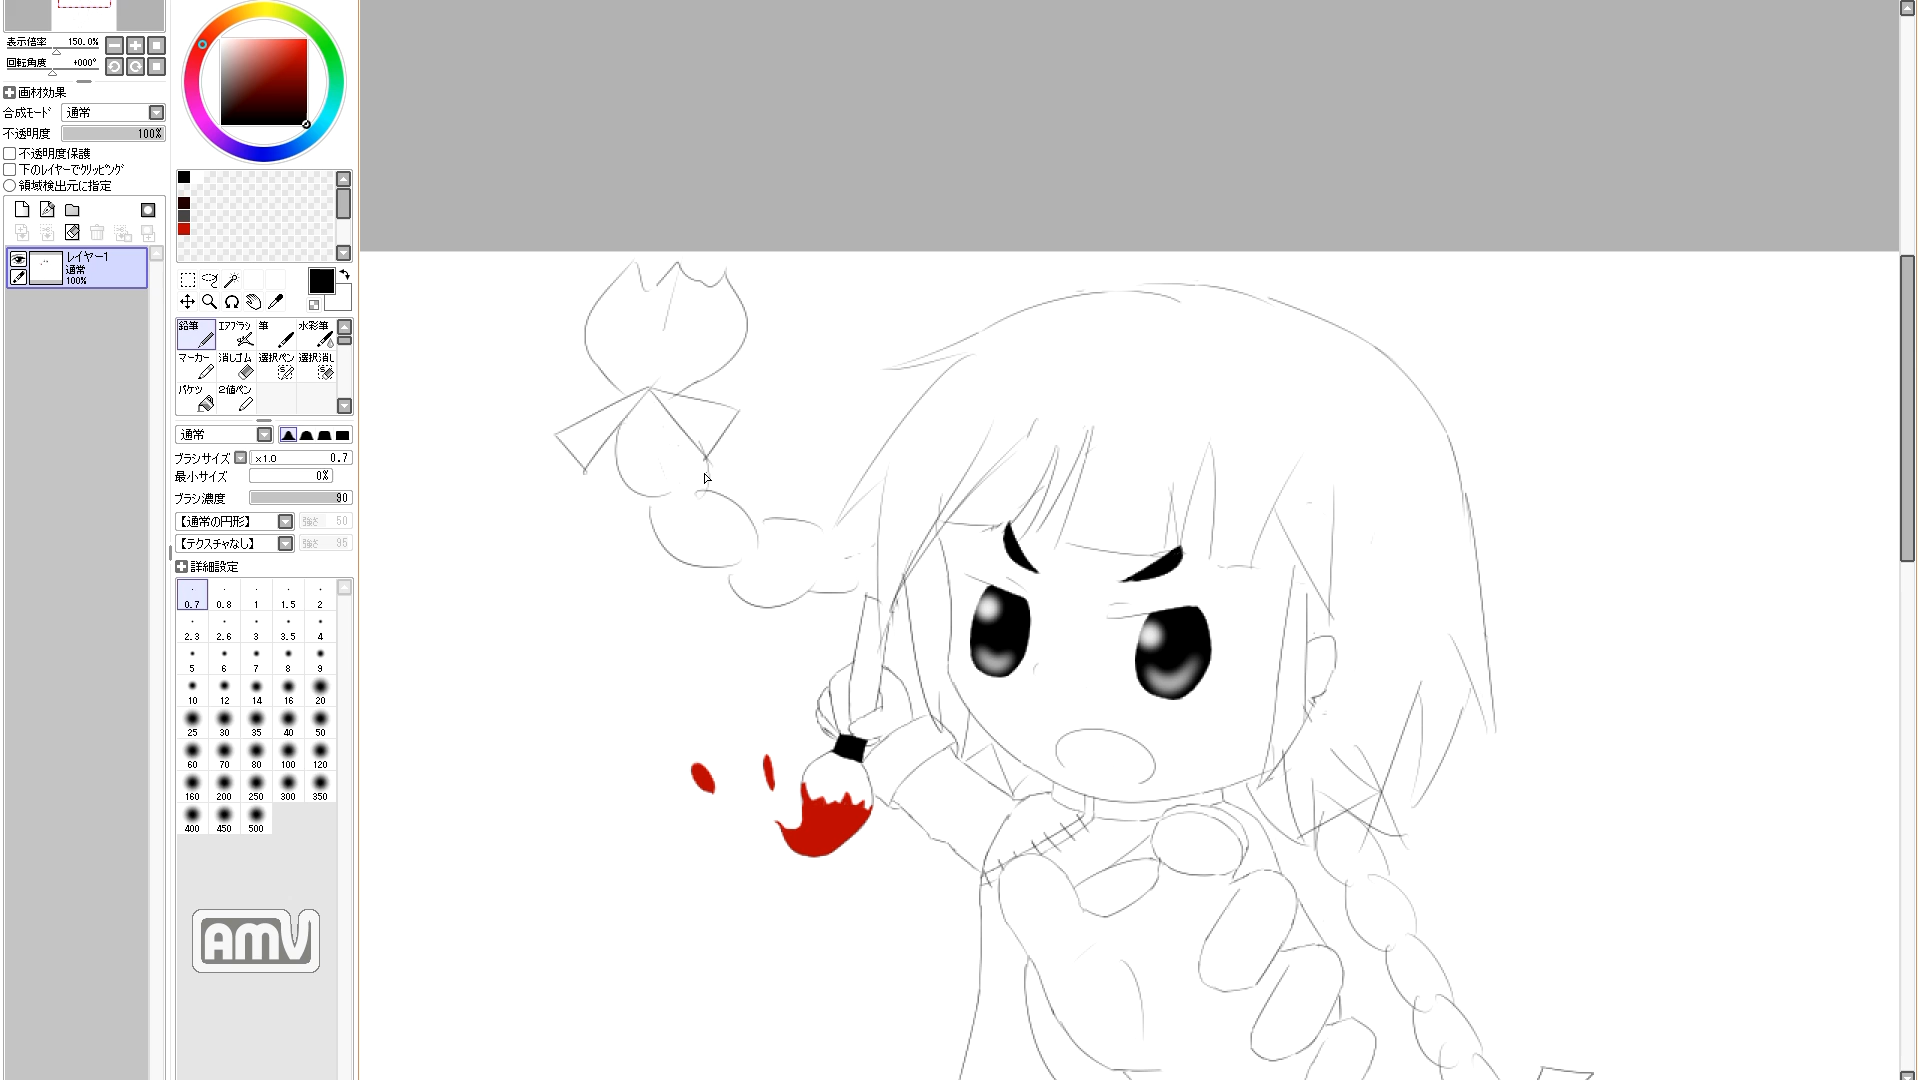 表示倍率 150.0%
回転角度 +000°
画材効果
合成モード 通常
不透明度 100%
不透明度保護
下のレイヤーでクリッピング
領域検出元に指定
レイヤー1
通常
100%
鉛筆 エアブラシ 筆 水彩筆
マーカー 消しゴム 選択ペン 選択消し
バケツ 2値ペン
通常
ブラシサイズ ×1.0 0.7
最小サイズ 0%
ブラシ濃度 90
【通常の円形】 強さ 50
【テクスチャなし】 強さ 95
詳細設定
0.7 0.8 1 1.5 2
2.3 2.6 3 3.5 4
5 6 7 8 9
10 12 14 16 20
25 30 35 40 50
60 70 80 100 120
160 200 250 300 350
400 450 500
AMV